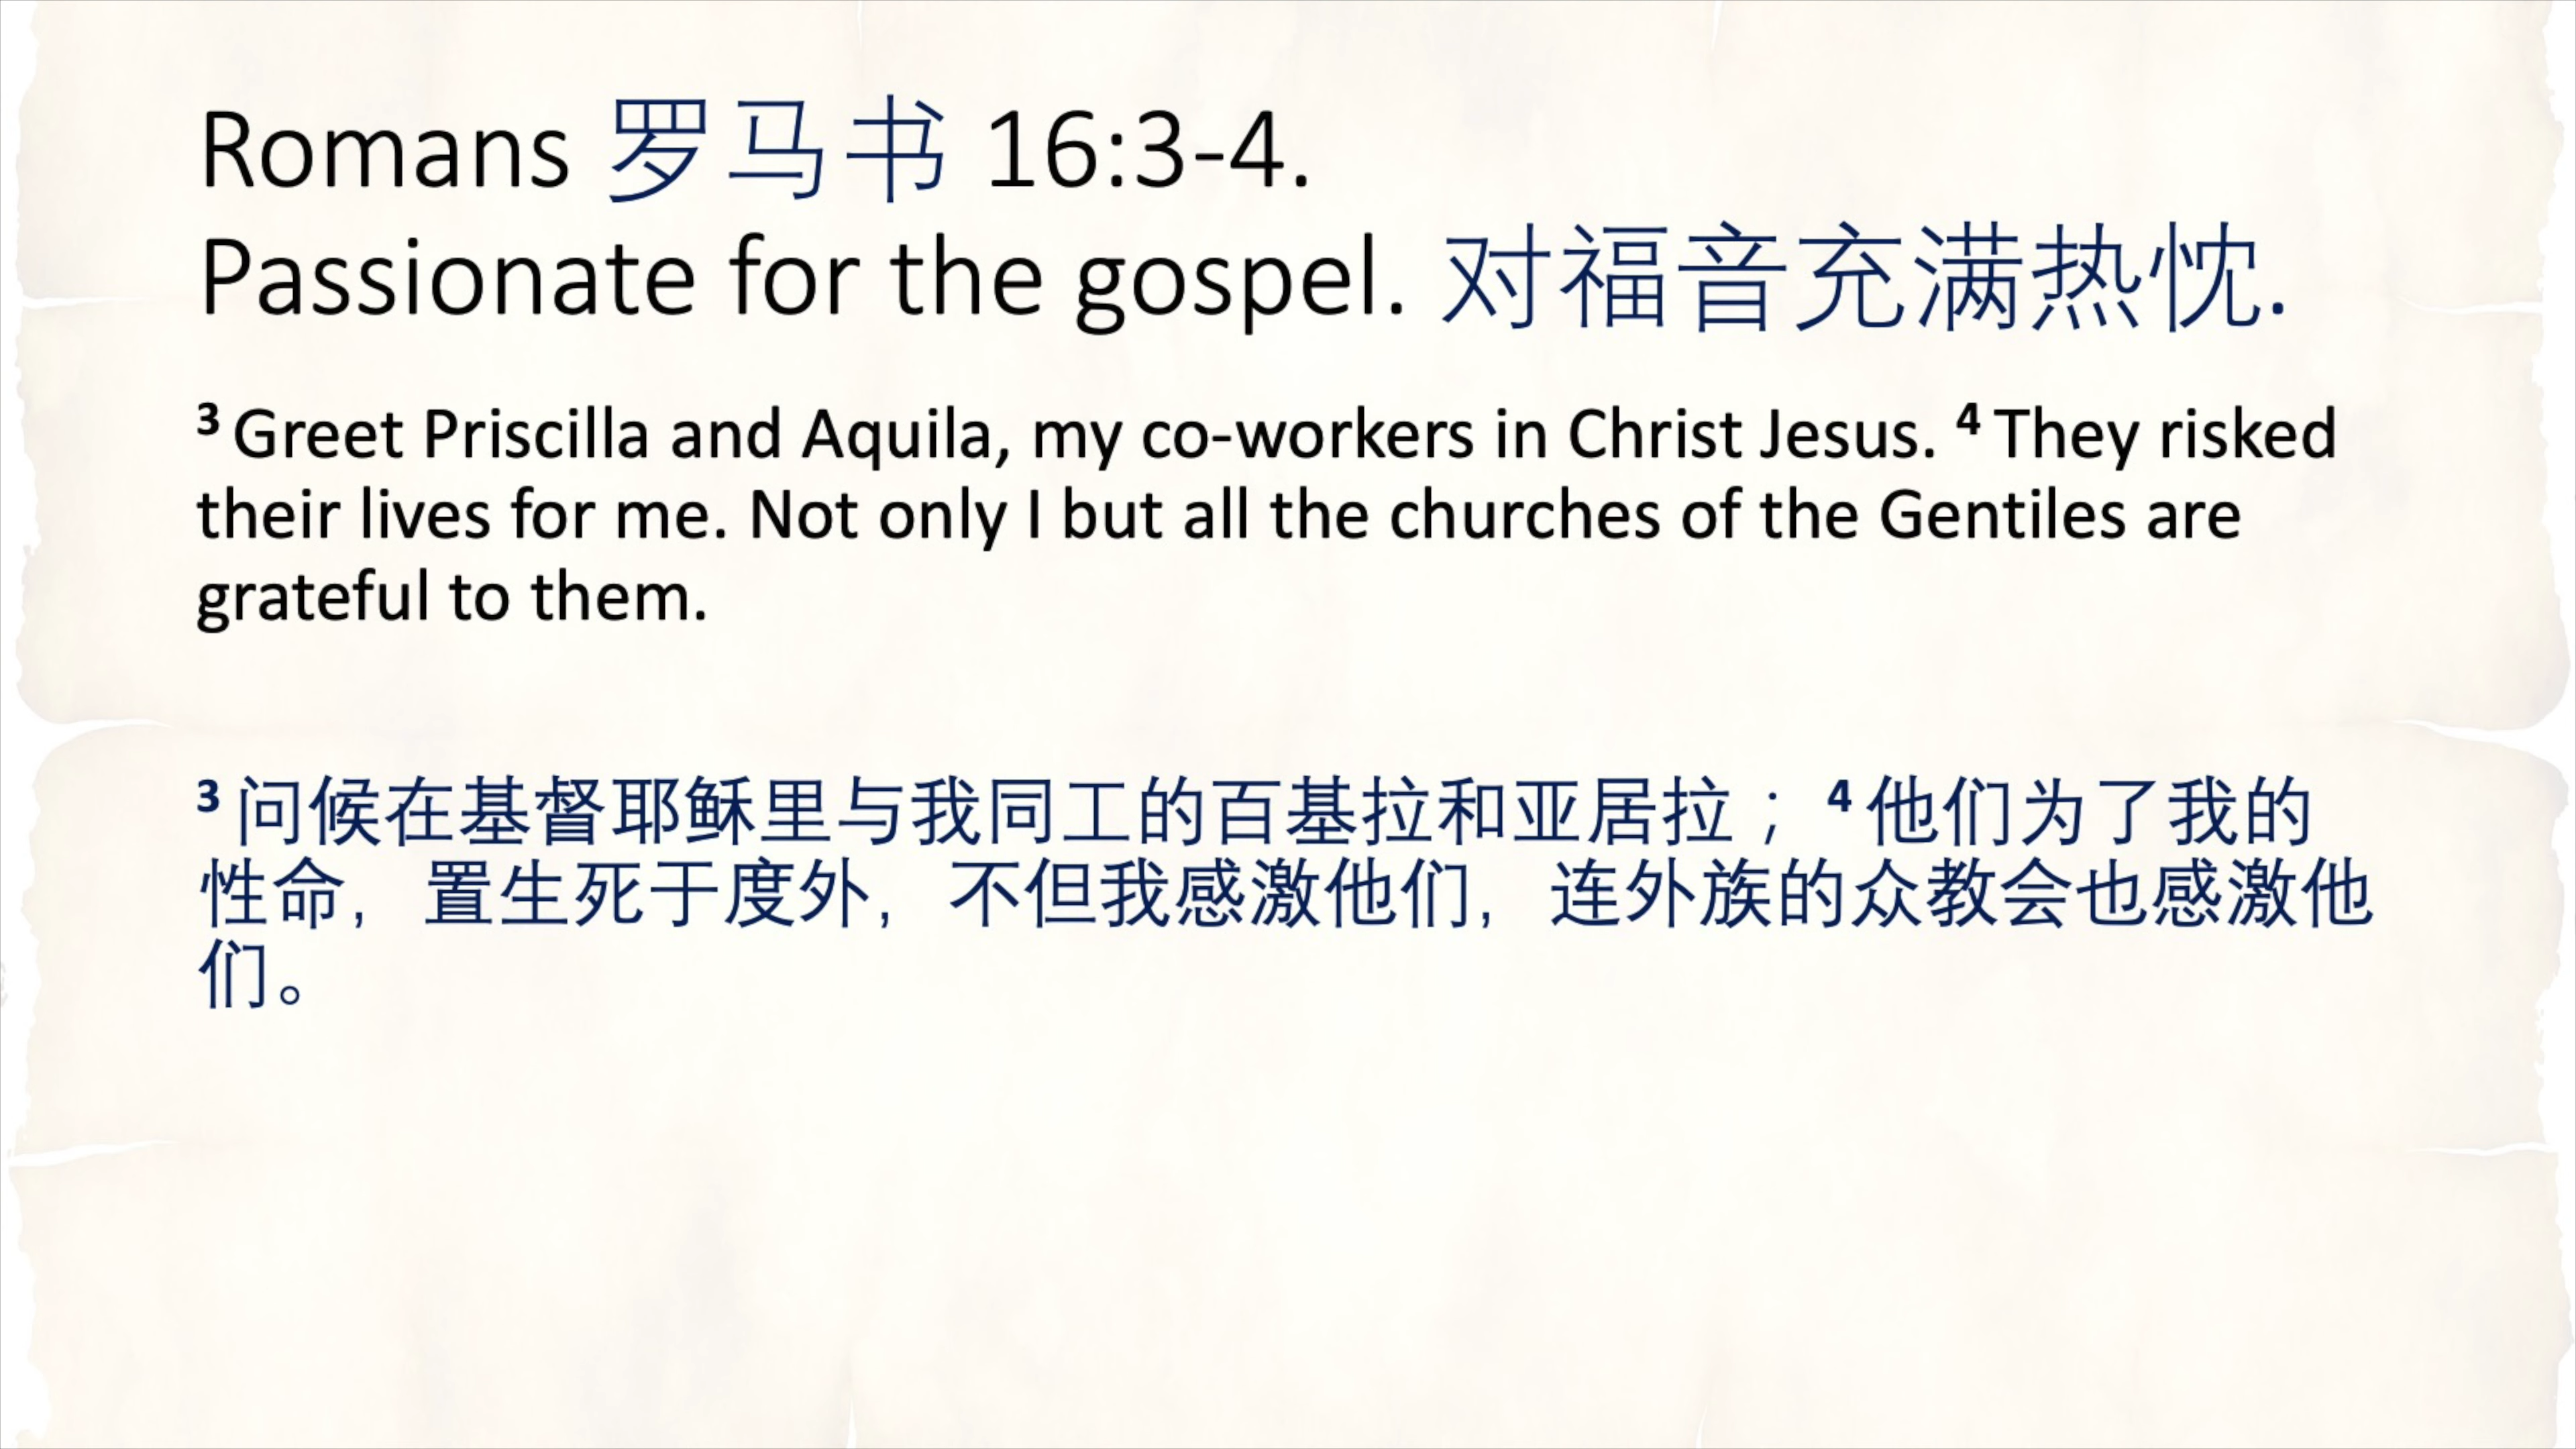 Romans 罗马书 16:3-4.
Passionate for the gospel. 对福音充满热忱.
³ Greet Priscilla and Aquila, my co-workers in Christ Jesus. ⁴ They risked
their lives for me. Not only I but all the churches of the Gentiles are
grateful to them.
³ 问候在基督耶稣里与我同工的百基拉和亚居拉；⁴ 他们为了我的
性命，置生死于度外，不但我感激他们，连外族的众教会也感激他
们。